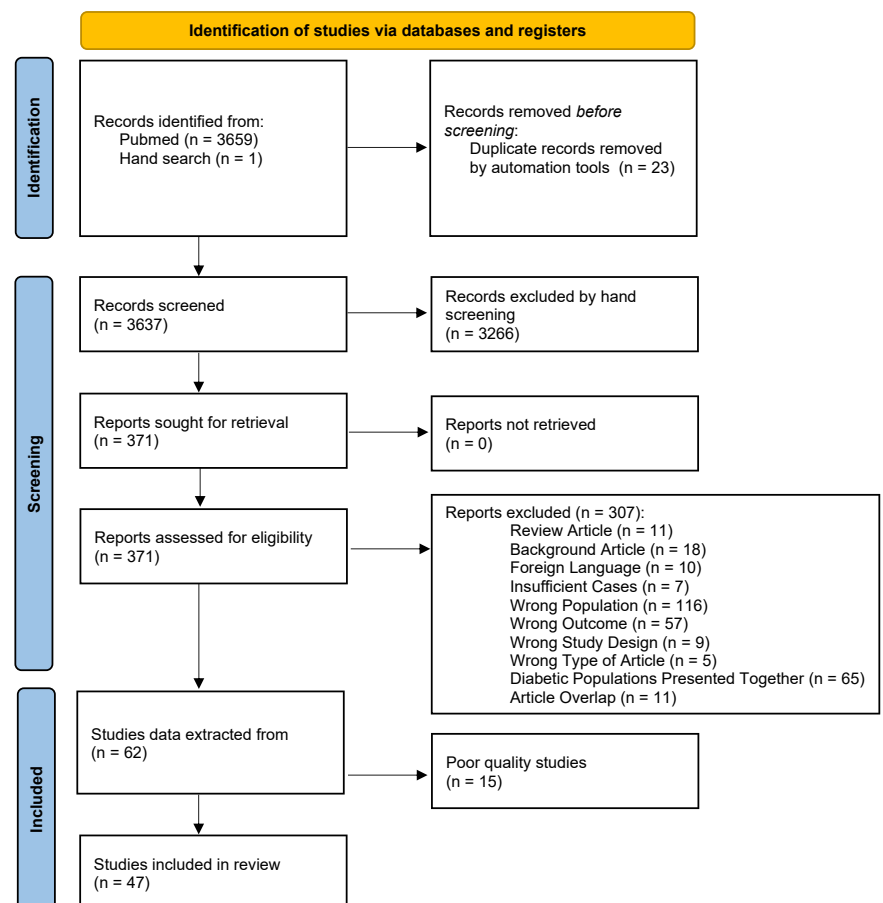 Identification of studies via databases and registers
Identification
Records identified from:
Pubmed (n = 3659)
Hand search (n = 1)
Records removed before
screening:
Duplicate records removed
by automation tools  (n = 23)
Screening
Records screened
(n = 3637)
Records excluded by hand
screening
(n = 3266)
Reports sought for retrieval
(n = 371)
Reports not retrieved
(n = 0)
Reports assessed for eligibility
(n = 371)
Reports excluded (n = 307):
Review Article (n = 11)
Background Article (n = 18)
Foreign Language (n = 10)
Insufficient Cases (n = 7)
Wrong Population (n = 116)
Wrong Outcome (n = 57)
Wrong Study Design (n = 9)
Wrong Type of Article (n = 5)
Diabetic Populations Presented Together (n = 65)
Article Overlap (n = 11)
Included
Studies data extracted from
(n = 62)
Poor quality studies
(n = 15)
Studies included in review
(n = 47)